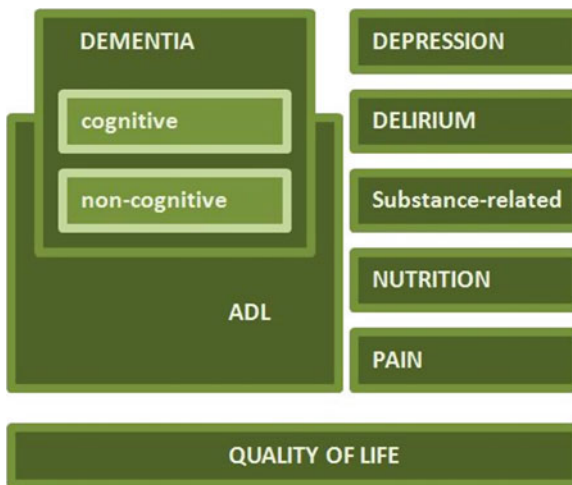 DEMENTIA
cognitive
non-cognitive
ADL
DEPRESSION
DELIRIUM
Substance-related
NUTRITION
PAIN
QUALITY OF LIFE